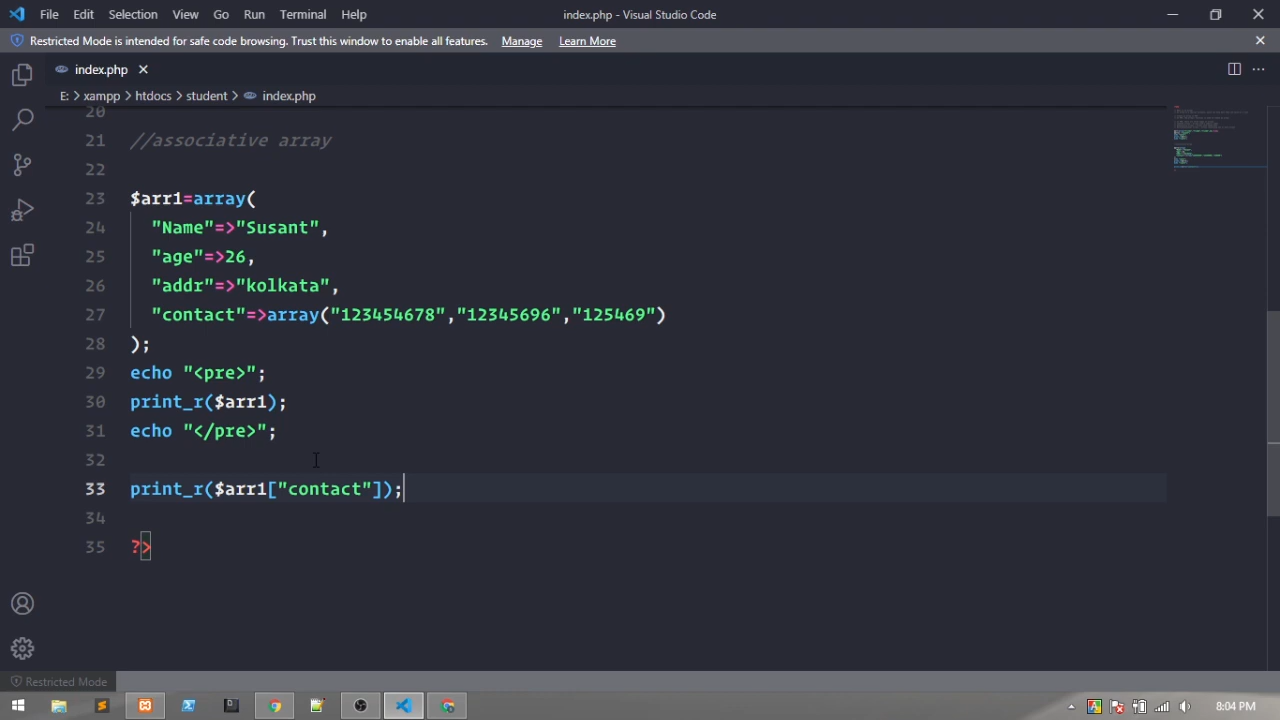 File Edit Selection View Go Run Terminal Help index.php - Visual Studio Code
Restricted Mode is intended for safe code browsing. Trust this window to enable all features. Manage Learn More
index.php
E: > xampp > htdocs > student > index.php
20
21 //associative array
22
23 $arr1=array(
24 "Name"=>"Susant",
25 "age"=>26,
26 "addr"=>"kolkata",
27 "contact"=>array("123454678","12345696","125469")
28 );
29 echo "<pre>";
30 print_r($arr1);
31 echo "</pre>";
32
33 print_r($arr1["contact"]);
34
35 ?>
Restricted Mode
8:04 PM